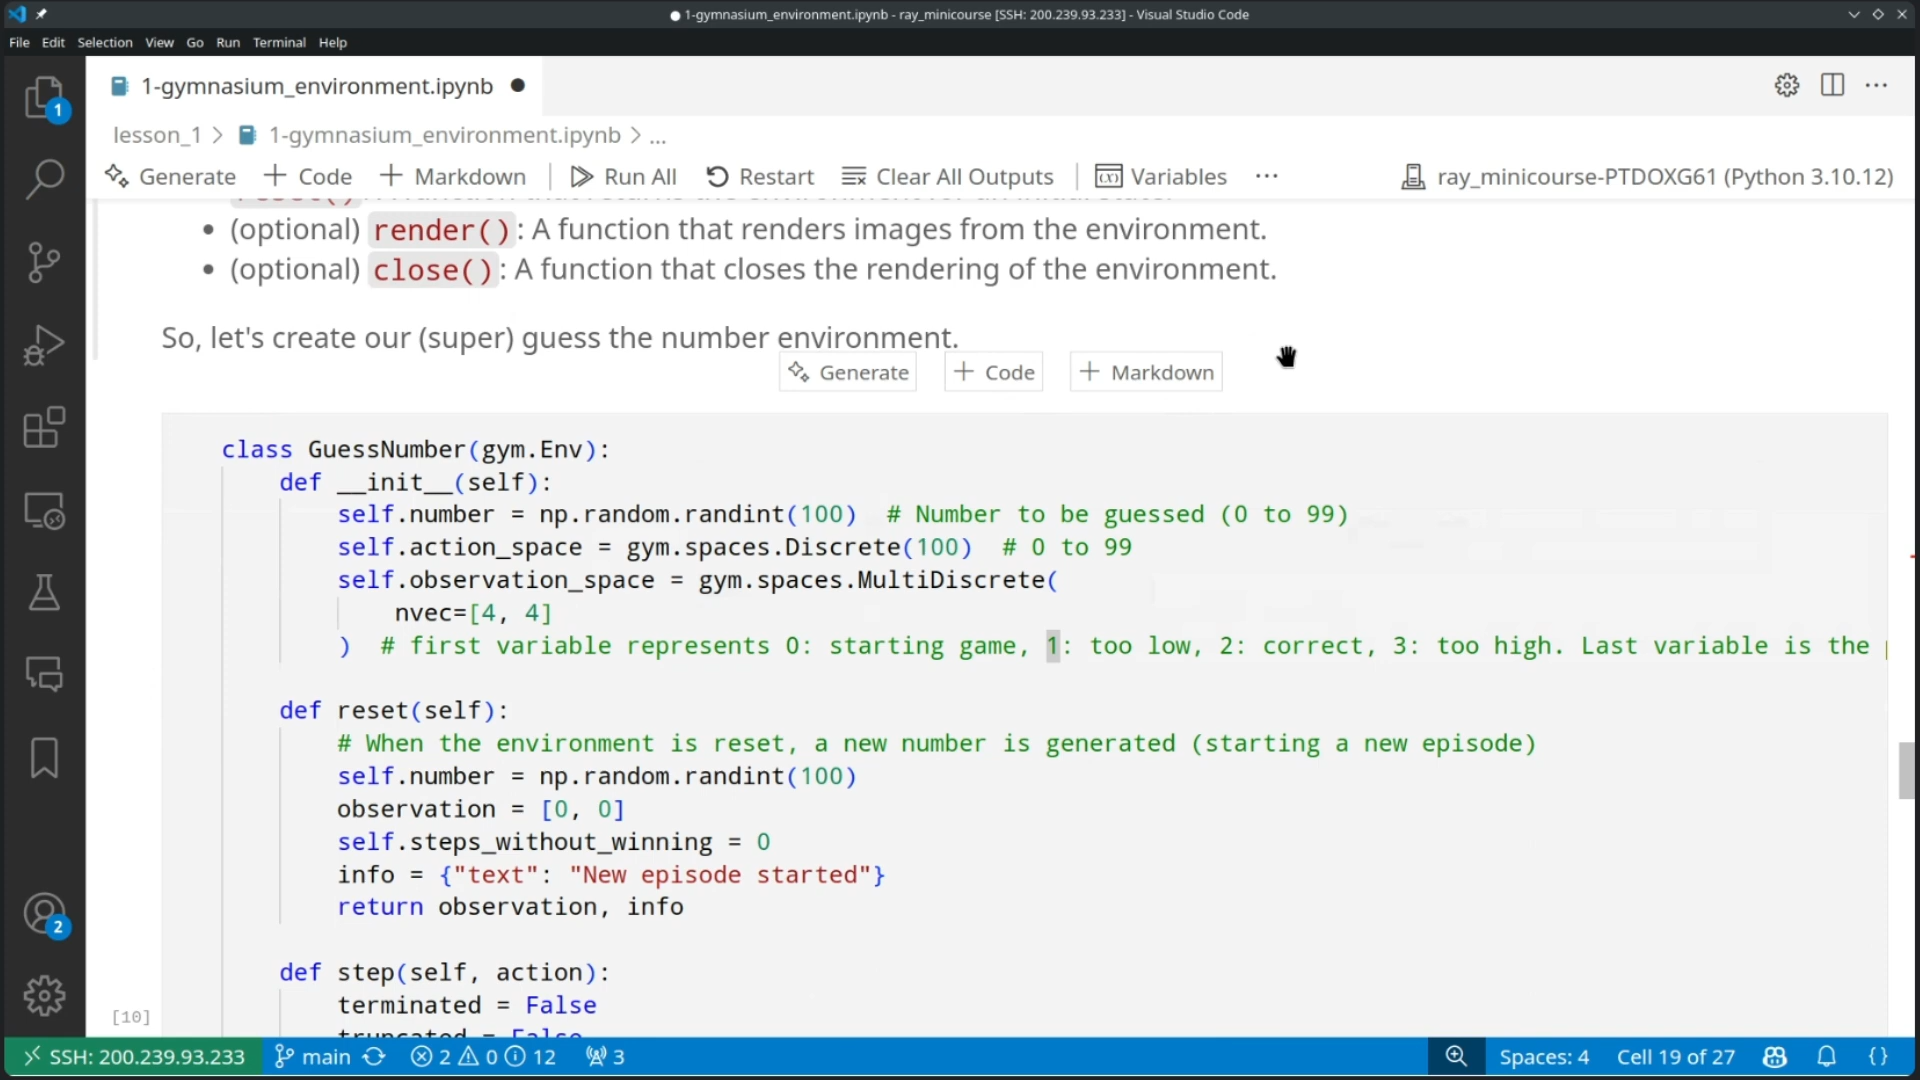 1-gymnasium_environment.ipynb - ray_minicourse [SSH: 200.239.93.233] - Visual Studio Code
File Edit Selection View Go Run Terminal Help
1-gymnasium_environment.ipynb
lesson_1 > 1-gymnasium_environment.ipynb > ...
Generate + Code + Markdown Run All Restart Clear All Outputs Variables ... ray_minicourse-PTDOXG61 (Python 3.10.12)
• (optional) render(): A function that renders images from the environment.
• (optional) close(): A function that closes the rendering of the environment.
So, let's create our (super) guess the number environment.
Generate + Code + Markdown
class GuessNumber(gym.Env):
def __init__(self):
self.number = np.random.randint(100) # Number to be guessed (0 to 99)
self.action_space = gym.spaces.Discrete(100) # 0 to 99
self.observation_space = gym.spaces.MultiDiscrete(
nvec=[4, 4]
) # first variable represents 0: starting game, 1: too low, 2: correct, 3: too high. Last variable is the
def reset(self):
# When the environment is reset, a new number is generated (starting a new episode)
self.number = np.random.randint(100)
observation = [0, 0]
self.steps_without_winning = 0
info = {"text": "New episode started"}
return observation, info
def step(self, action):
terminated = False
truncated = False
[10]
1
2
SSH: 200.239.93.233 main 2 0 12 3 Spaces: 4 Cell 19 of 27 {}